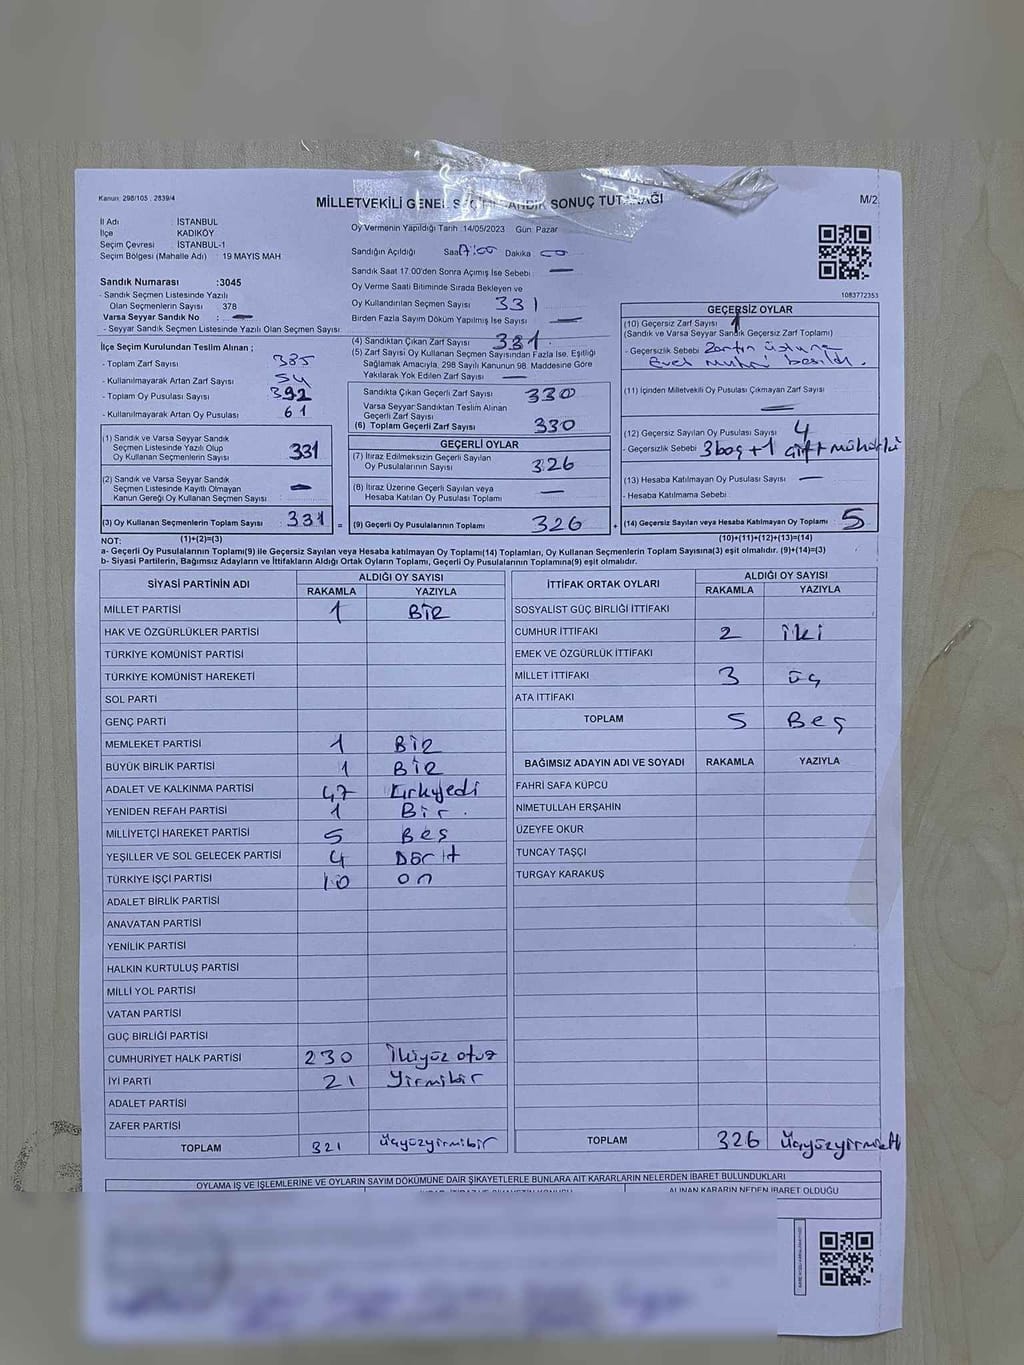 Kanun: 298/105 , 2839/4
MİLLETVEKİLİ GENEL SONUÇ TUT AĞI
M/2
İl Adı : İSTANBUL
İlçe : KADIKÖY
Seçim Çevresi : İSTANBUL-1
Seçim Bölgesi (Mahalle Adı) : 19 MAYIS MAH
Oy Vermenin Yapıldığı Tarih :14/05/2023 Gün: Pazar
Sandığın Açıldığı Saat 17:00 Dakika 00
Sandık Saat 17.00'den Sonra Açımış İse Sebebi : —
Oy Verme Saati Bitiminde Sırada Bekleyen ve
Oy Kullandırılan Seçmen Sayısı : 331
Birden Fazla Sayım Döküm Yapılmış İse Sayısı : —
1083772353
Sandık Numarası :3045
- Sandık Seçmen Listesinde Yazılı
Olan Seçmenlerin Sayısı : 378
Varsa Seyyar Sandık No : —
- Seyyar Sandık Seçmen Listesinde Yazılı Olan Seçmen Sayısı:
İlçe Seçim Kurulundan Teslim Alınan ;
- Toplam Zarf Sayısı : 385
- Kullanılmayarak Artan Zarf Sayısı : 54
- Toplam Oy Pusulası Sayısı : 392
- Kullanılmayarak Artan Oy Pusulası : 61
(1) Sandık ve Varsa Seyyar Sandık
Seçmen Listesinde Yazılı Olup
Oy Kullanan Seçmenlerin Sayısı : 331
(2) Sandık ve Varsa Seyyar Sandık
Seçmen Listesinde Kayıtlı Olmayan
Kanun Gereği Oy Kullanan Seçmen Sayısı : —
(3) Oy Kullanan Seçmenlerin Toplam Sayısı : 331 =
(4) Sandıktan Çıkan Zarf Sayısı : 331
(5) Zarf Sayısı Oy Kullanan Seçmen Sayısından Fazla İse, Eşitliği
Sağlamak Amacıyla, 298 Sayılı Kanunun 98. Maddesine Göre
Yakılarak Yok Edilen Zarf Sayısı : —
Sandıkta Çıkan Geçerli Zarf Sayısı : 330
Varsa Seyyar Sandıktan Teslim Alınan
Geçerli Zarf Sayısı :
(6) Toplam Geçerli Zarf Sayısı : 330
GEÇERLİ OYLAR
(7) İtiraz Edilmeksizin Geçerli Sayılan
Oy Pusulalarının Sayısı : 326
(8) İtiraz Üzerine Geçerli Sayılan veya
Hesaba Katılan Oy Pusulası Toplamı : —
(9) Geçerli Oy Pusulalarının Toplamı : 326 +
GEÇERSİZ OYLAR
(10) Geçersiz Zarf Sayısı : 1
(Sandık ve Varsa Seyyar Sandık Geçersiz Zarf Toplamı)
- Geçersizlik Sebebi : Zarfın üstüne
Evet Mührü basıldı.
(11) İçinden Milletvekili Oy Pusulası Çıkmayan Zarf Sayısı :
—
(12) Geçersiz Sayılan Oy Pusulası Sayısı : 4
- Geçersizlik Sebebi : 3 boş + 1 çift mühürlü
(13) Hesaba Katılmayan Oy Pusulası Sayısı : —
- Hesaba Katılmama Sebebi :
(14) Geçersiz Sayılan veya Hesaba Katılmayan Oy Toplamı : 5
NOT: (1)+(2)=(3)
(10)+(11)+(12)+(13)=(14)
a- Geçerli Oy Pusulalarının Toplamı(9) ile Geçersiz Sayılan veya Hesaba katılmayan Oy Toplamı(14) Toplamları, Oy Kullanan Seçmenlerin Toplam Sayısına(3) eşit olmalıdır. (9)+(14)=(3)
b- Siyasi Partilerin, Bağımsız Adayların ve İttifakların Aldığı Ortak Oyların Toplamı, Geçerli Oy Pusulalarının Toplamına(9) eşit olmalıdır.
SİYASİ PARTİNİN ADI ALDIĞI OY SAYISI
RAKAMLA YAZIYLA
MİLLET PARTİSİ 1 BİR
HAK VE ÖZGÜRLÜKLER PARTİSİ
TÜRKİYE KOMÜNİST PARTİSİ
TÜRKİYE KOMÜNİST HAREKETİ
SOL PARTİ
GENÇ PARTİ
MEMLEKET PARTİSİ 1 BİR
BÜYÜK BİRLİK PARTİSİ 1 BİR
ADALET VE KALKINMA PARTİSİ 47 Kırkyedi
YENİDEN REFAH PARTİSİ 1 Bir.
MİLLİYETÇİ HAREKET PARTİSİ 5 Beş
YEŞİLLER VE SOL GELECEK PARTİSİ 4 Dört
TÜRKİYE İŞÇİ PARTİSİ 10 on
ADALET BİRLİK PARTİSİ
ANAVATAN PARTİSİ
YENİLİK PARTİSİ
HALKIN KURTULUŞ PARTİSİ
MİLLİ YOL PARTİSİ
VATAN PARTİSİ
GÜÇ BİRLİĞİ PARTİSİ
CUMHURİYET HALK PARTİSİ 230 İkiyüz otuz
İYİ PARTİ 21 Yirmibir
ADALET PARTİSİ
ZAFER PARTİSİ
TOPLAM 321 Üçyüzyirmibir
İTTİFAK ORTAK OYLARI ALDIĞI OY SAYISI
RAKAMLA YAZIYLA
SOSYALİST GÜÇ BİRLİĞİ İTTİFAKI
CUMHUR İTTİFAKI 2 iki
EMEK VE ÖZGÜRLÜK İTTİFAKI
MİLLET İTTİFAKI 3 üç
ATA İTTİFAKI
TOPLAM 5 Beş
BAĞIMSIZ ADAYIN ADI VE SOYADI RAKAMLA YAZIYLA
FAHRİ SAFA KÜPCÜ
NİMETULLAH ERŞAHİN
ÜZEYFE OKUR
TUNCAY TAŞÇI
TURGAY KARAKUŞ
TOPLAM 326 Üçyüzyirmialtı
OYLAMA İŞ VE İŞLEMLERİNE VE OYLARIN SAYIM DÖKÜMÜNE DAİR ŞİKAYETLERLE BUNLARA AİT KARARLARIN NELERDEN İBARET BULUNDUKLARI
ALINAN KARARIN NEDEN İBARET OLDUĞU